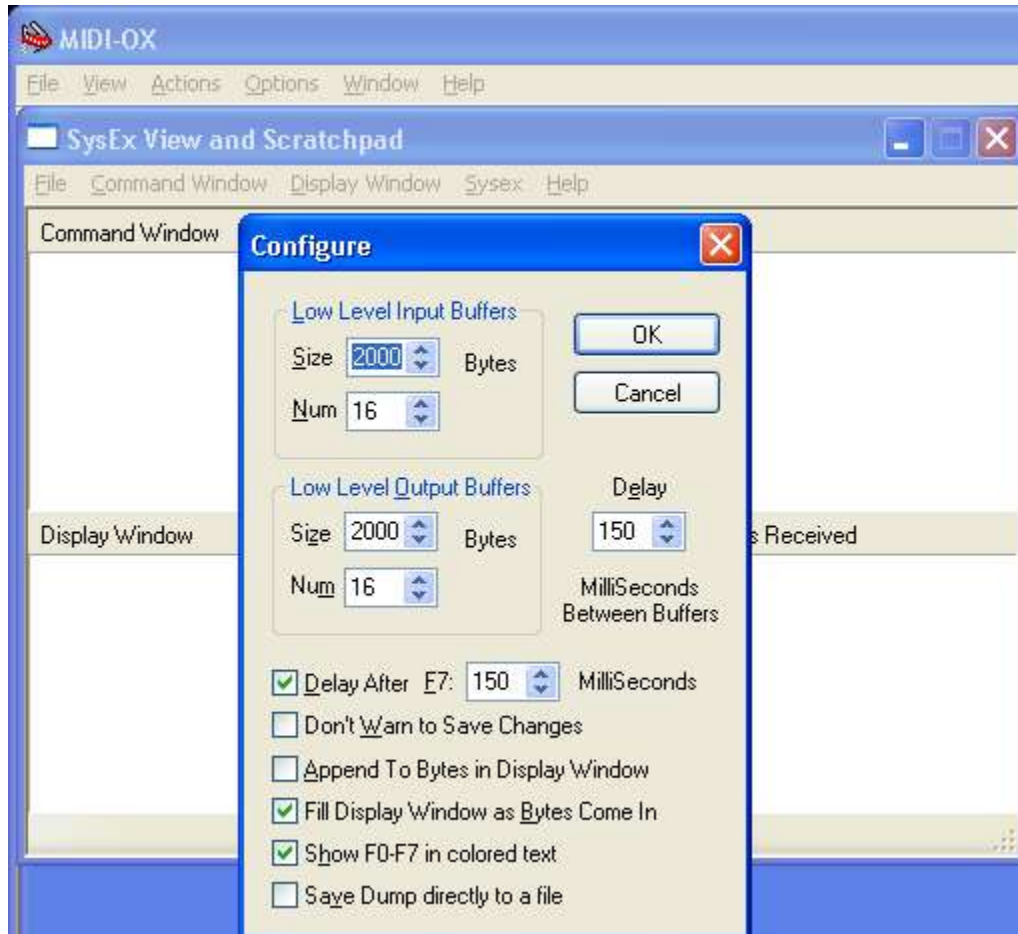 MIDI-OX
File View Actions Options Window Help
SysEx View and Scratchpad
File Command Window Display Window Sysex Help
Command Window
Configure
Low Level Input Buffers
Size 2000 Bytes
Num 16
OK
Cancel
Low Level Output Buffers
Size 2000 Bytes
Num 16
Delay
150
MilliSeconds
Between Buffers
Display Window
s Received
Delay After F7: 150 MilliSeconds
Don't Warn to Save Changes
Append To Bytes in Display Window
Fill Display Window as Bytes Come In
Show F0-F7 in colored text
Save Dump directly to a file